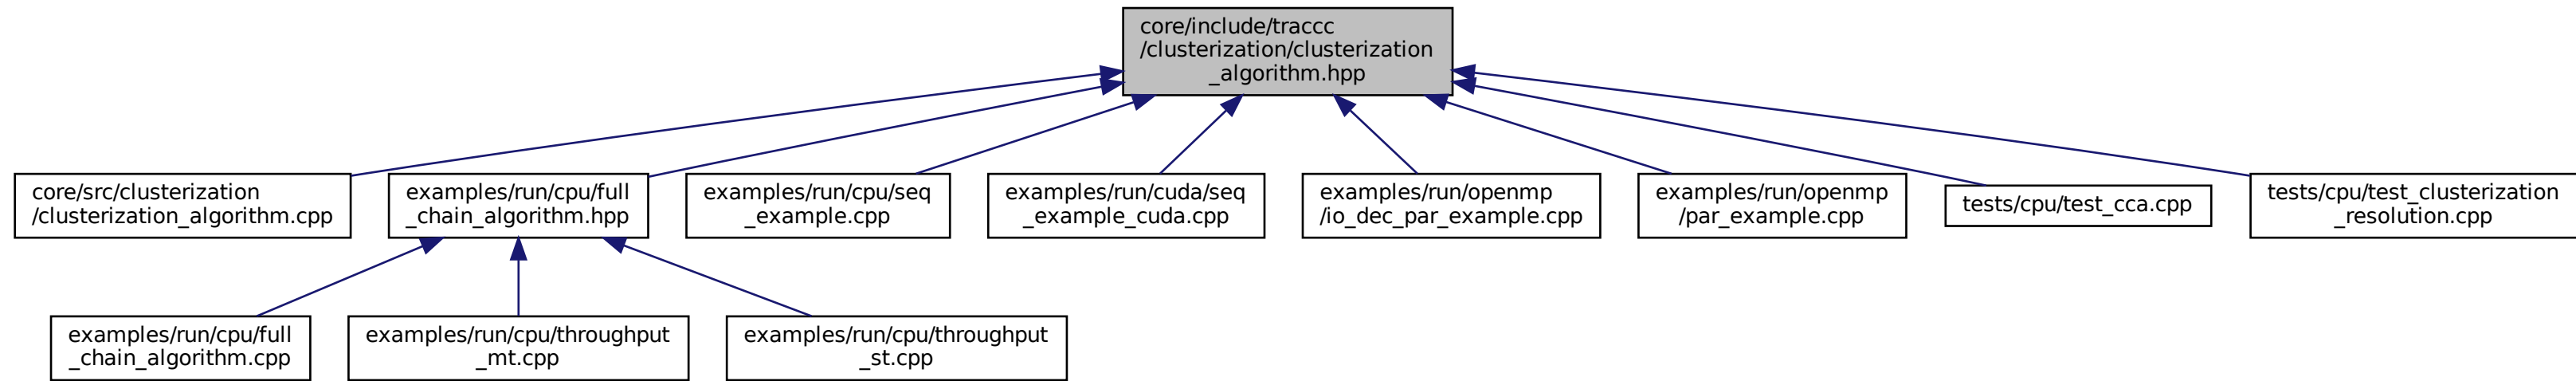 core/include/traccc
/clusterization/clusterization
_algorithm.hpp
core/src/clusterization
/clusterization_algorithm.cpp
examples/run/cpu/full
_chain_algorithm.hpp
examples/run/cpu/seq
_example.cpp
examples/run/cuda/seq
_example_cuda.cpp
examples/run/openmp
/io_dec_par_example.cpp
examples/run/openmp
/par_example.cpp
tests/cpu/test_cca.cpp
tests/cpu/test_clusterization
_resolution.cpp
examples/run/cpu/full
_chain_algorithm.cpp
examples/run/cpu/throughput
_mt.cpp
examples/run/cpu/throughput
_st.cpp